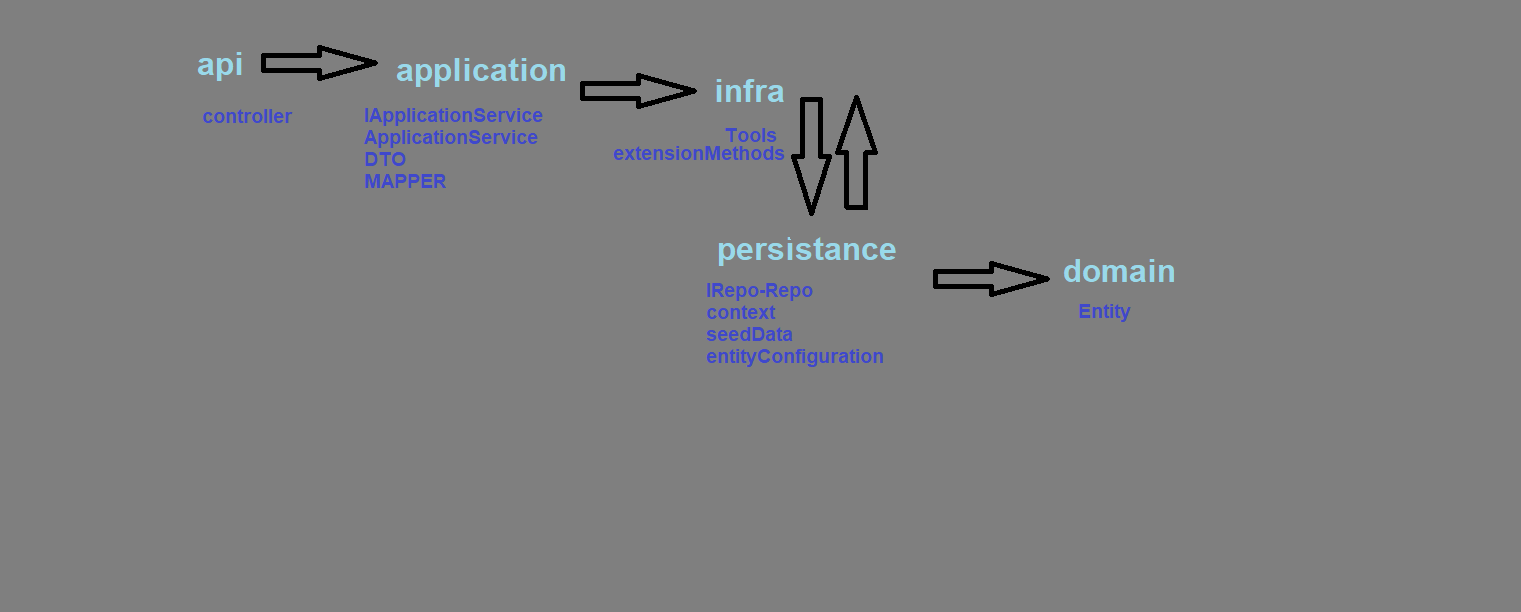 api
controller
application
IApplicationService
ApplicationService
DTO
MAPPER
infra
Tools
extensionMethods
persistance
IRepo-Repo
context
seedData
entityConfiguration
domain
Entity